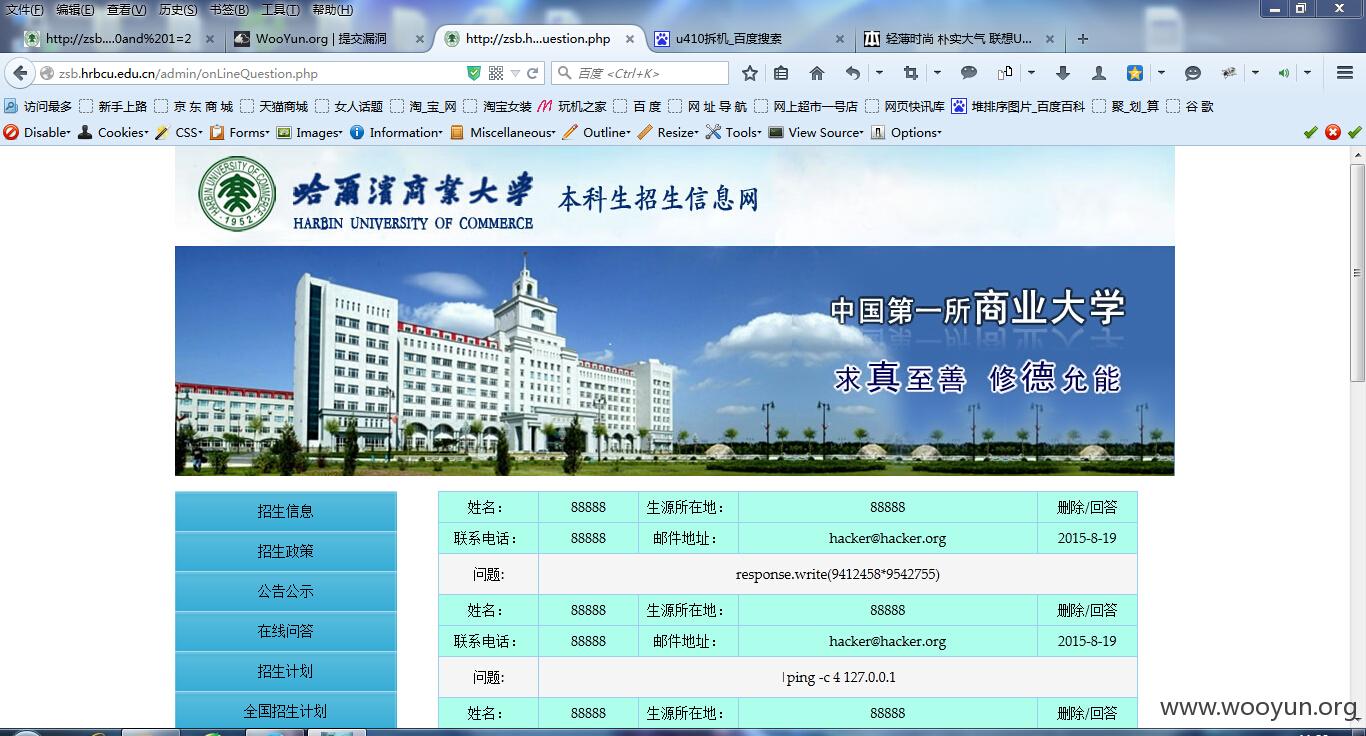 文件(F) 编辑(E) 查看(V) 历史(S) 书签(B) 工具(T) 帮助(H)
http://zsb....0and%201=2 × WooYun.org | 提交漏洞 × http://zsb.h...uestion.php × u410拆机_百度搜索 × 轻薄时尚 朴实大气 联想U... × +
zsb.hrbcu.edu.cn/admin/onLineQuestion.php 百度 <Ctrl+K>
访问最多 新手上路 京东商城 天猫商城 女人话题 淘_宝_网 淘宝女装 玩机之家 百度 网址导航 网上超市一号店 网页快讯库 堆排序图片_百度百科 聚_划_算 谷歌
Disable Cookies CSS Forms Images Information Miscellaneous Outline Resize Tools View Source Options
HARBIN UNIVERSITY OF COMMERCE
1952
哈爾濱商業大学 本科生招生信息网
HARBIN UNIVERSITY OF COMMERCE
中国第一所商业大学
求真至善 修德允能
招生信息
招生政策
公告公示
在线问答
招生计划
全国招生计划
姓名： 88888 生源所在地： 88888 删除/回答
联系电话： 88888 邮件地址： hacker@hacker.org 2015-8-19
问题: response.write(9412458*9542755)
姓名： 88888 生源所在地： 88888 删除/回答
联系电话： 88888 邮件地址： hacker@hacker.org 2015-8-19
问题: |ping -c 4 127.0.0.1
姓名： 88888 生源所在地： 88888 删除/回答
www.wooyun.org